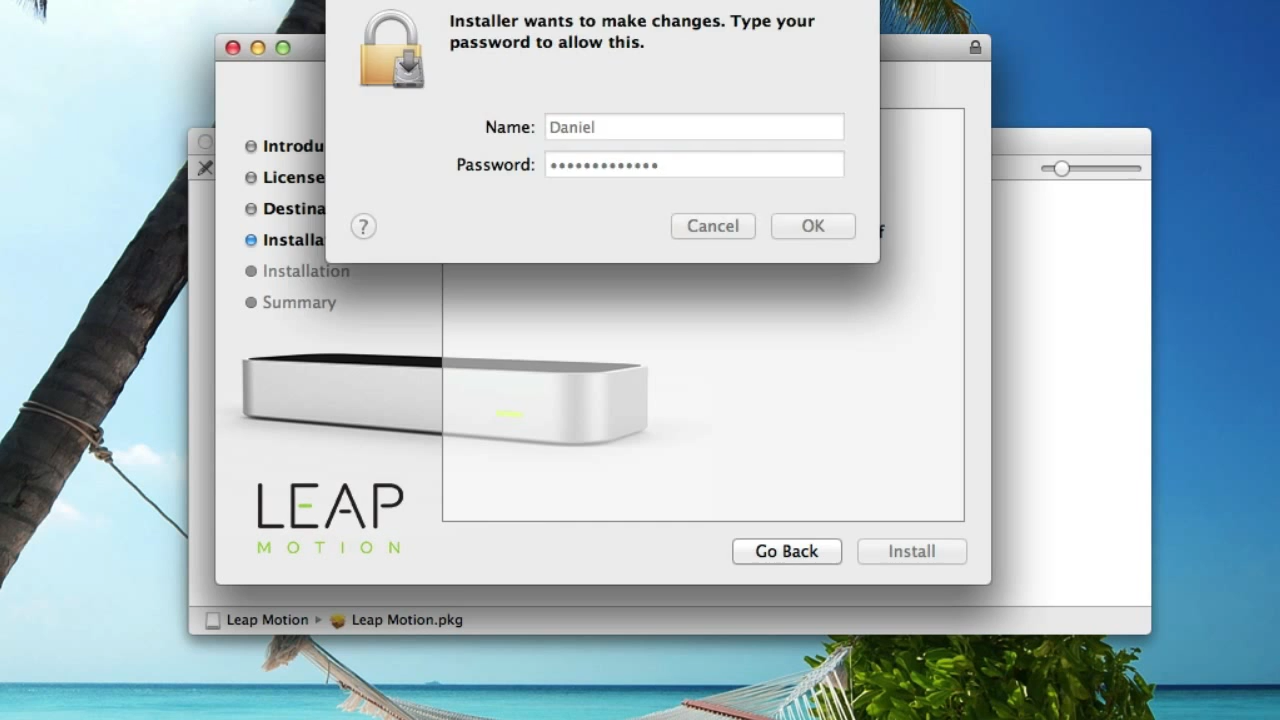 Installer wants to make changes. Type your
password to allow this.
Name: Daniel
Password: •••••••••••••
? Cancel OK
Introdu
License
Destina
Installa
Installation
Summary
f
LEAP
MOTION
Go Back Install
Leap Motion ▸ Leap Motion.pkg